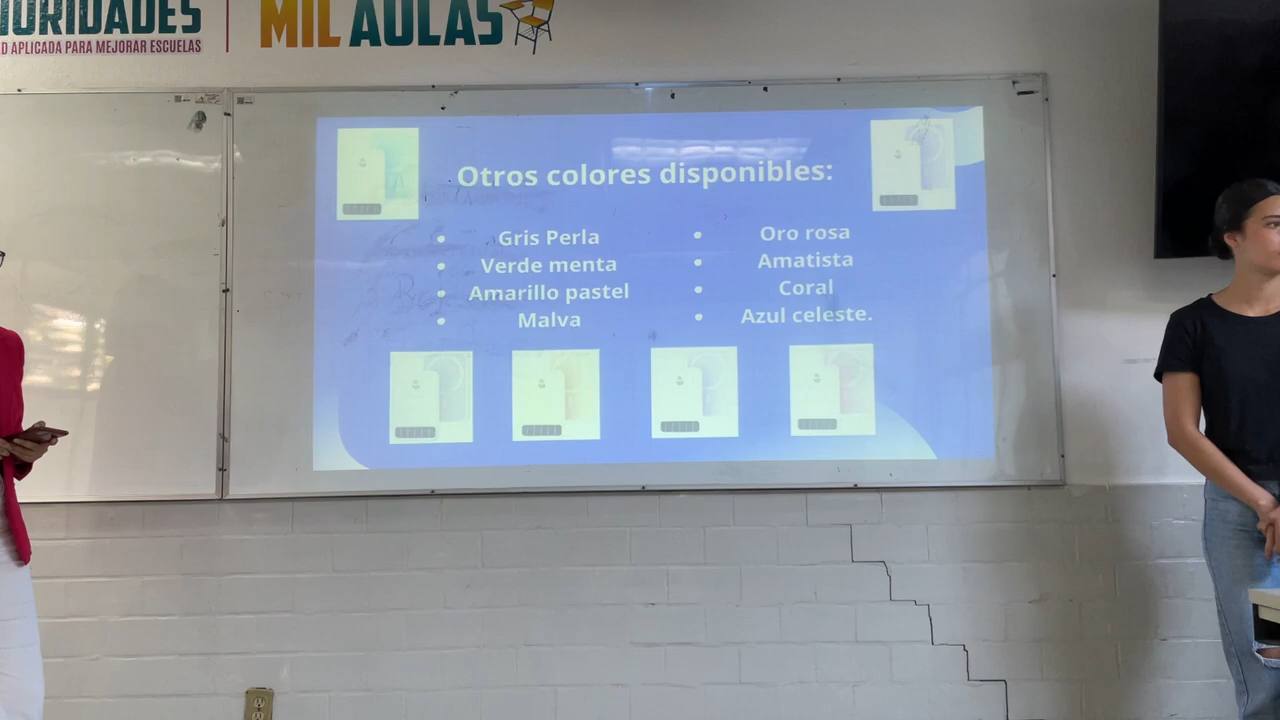 MIL AULAS
D APLICADA PARA MEJORAR ESCUELAS
Otros colores disponibles:
• Gris Perla
• Verde menta
• Amarillo pastel
• Malva
• Oro rosa
• Amatista
• Coral
• Azul celeste.